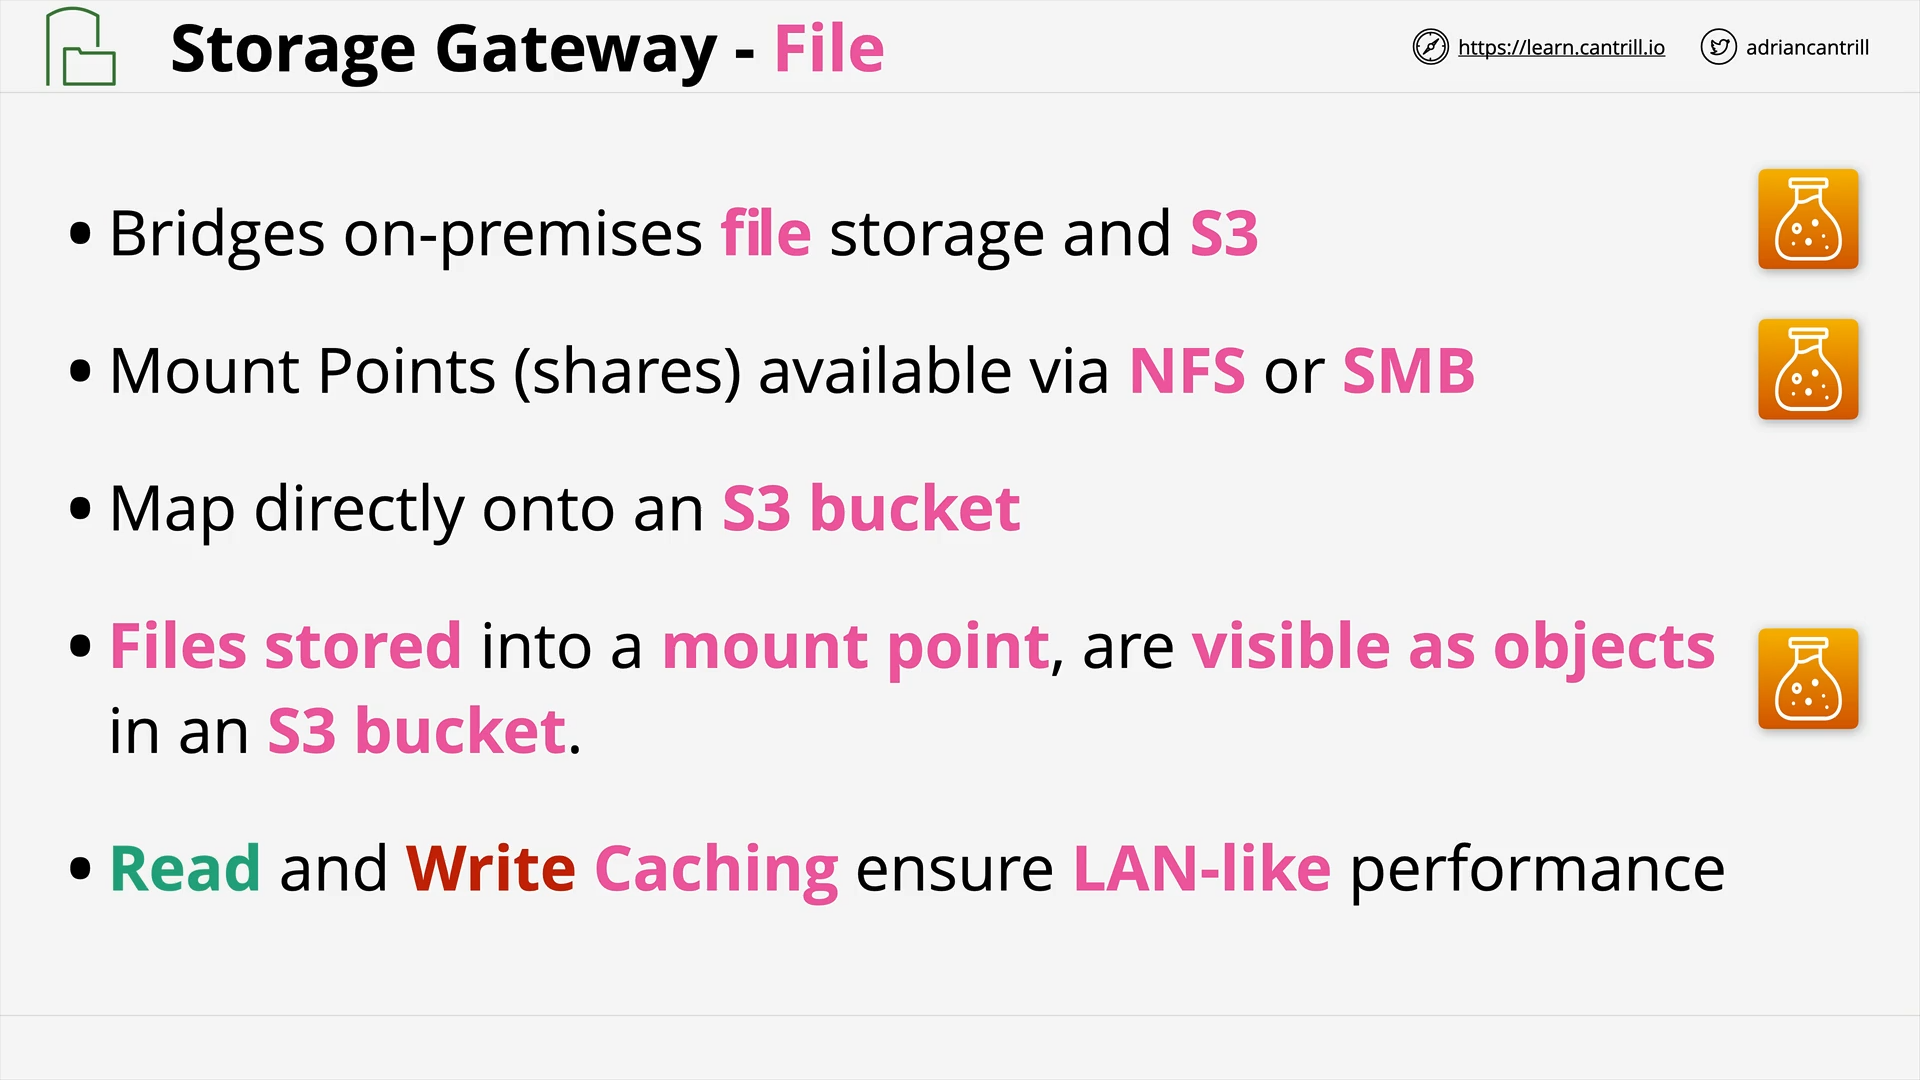 Storage Gateway - File
https://learn.cantrill.io
adriancantrill
• Bridges on-premises file storage and S3
• Mount Points (shares) available via NFS or SMB
• Map directly onto an S3 bucket
• Files stored into a mount point, are visible as objects
in an S3 bucket.
• Read and Write Caching ensure LAN-like performance